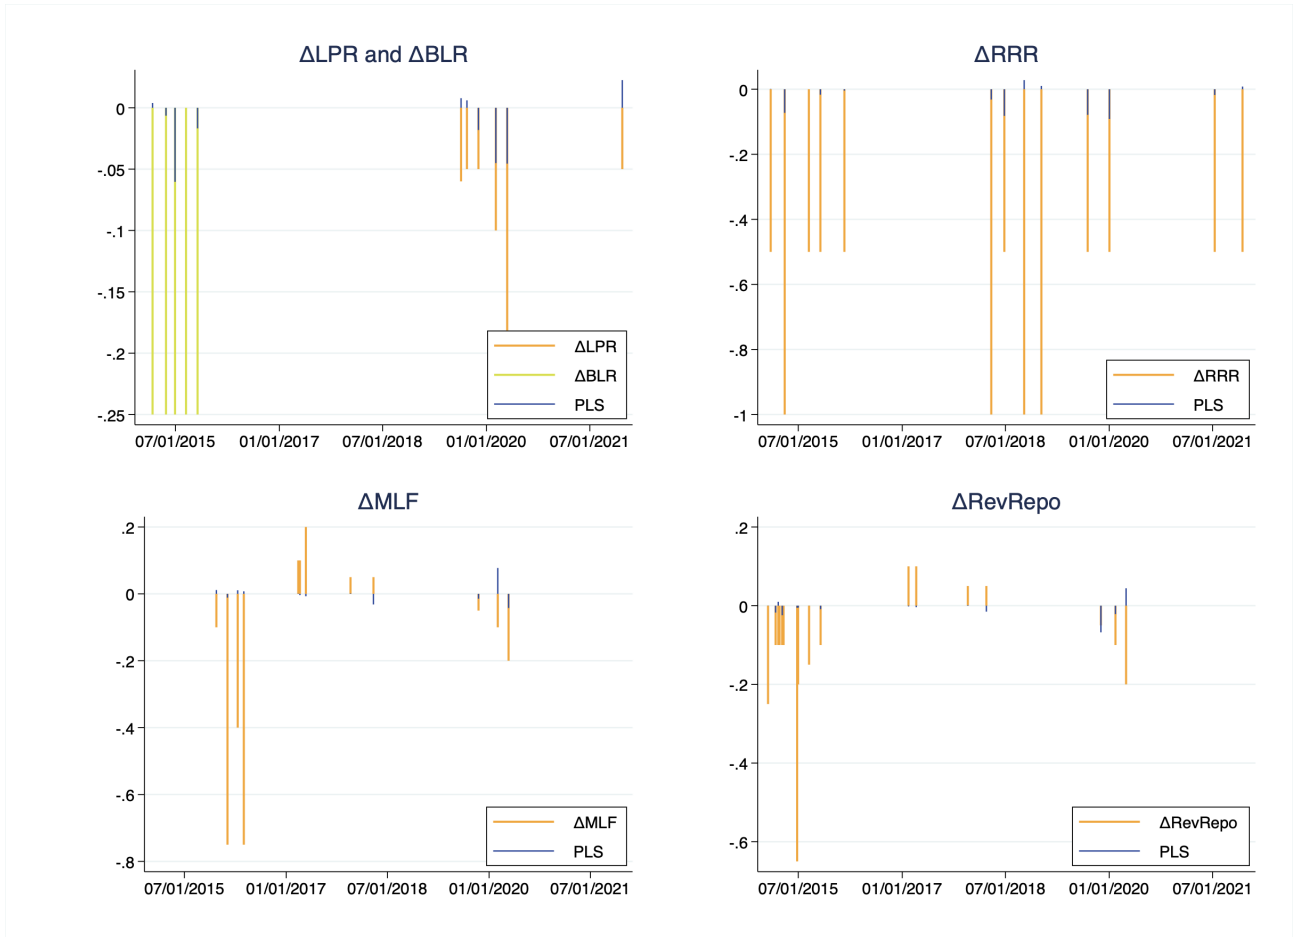 ΔLPR and ΔBLR
0
-.05
-.1
-.15
-.2
-.25
07/01/2015 01/01/2017 07/01/2018 01/01/2020 07/01/2021
ΔLPR
ΔBLR
PLS
ΔRRR
0
-.2
-.4
-.6
-.8
-1
07/01/2015 01/01/2017 07/01/2018 01/01/2020 07/01/2021
ΔRRR
PLS
ΔMLF
.2
0
-.2
-.4
-.6
-.8
07/01/2015 01/01/2017 07/01/2018 01/01/2020 07/01/2021
ΔMLF
PLS
ΔRevRepo
.2
0
-.2
-.4
-.6
07/01/2015 01/01/2017 07/01/2018 01/01/2020 07/01/2021
ΔRevRepo
PLS